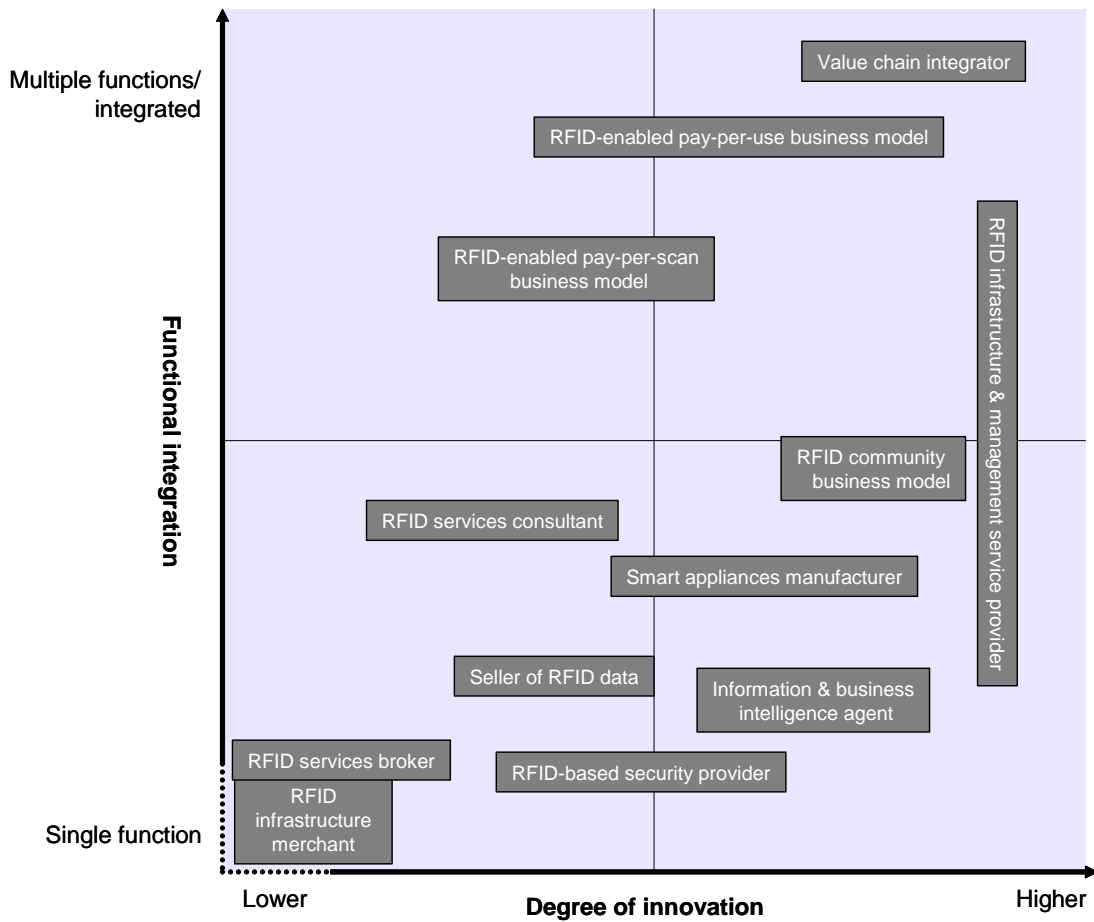 Multiple functions/
integrated
Value chain integrator
RFID-enabled pay-per-use business model
RFID-enabled pay-per-scan
business model
RFID infrastructure & management service provider
Functional integration
RFID community
business model
RFID services consultant
Smart appliances manufacturer
Seller of RFID data
Information & business
intelligence agent
RFID services broker
RFID-based security provider
RFID
infrastructure
merchant
Single function
Lower
Degree of innovation
Higher